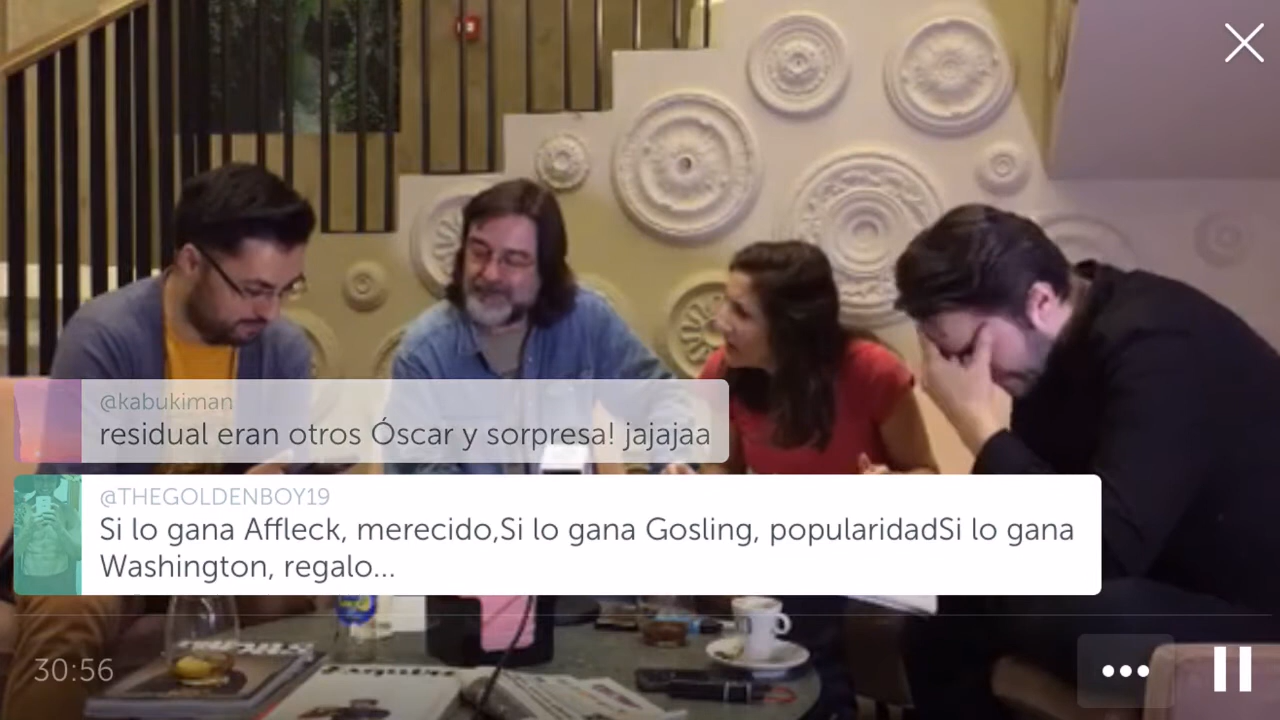 @kabukiman
residual eran otros Óscar y sorpresa! jajajaa
@THEGOLDENBOY19
Si lo gana Affleck, merecido,Si lo gana Gosling, popularidadSi lo gana
Washington, regalo...
30:56